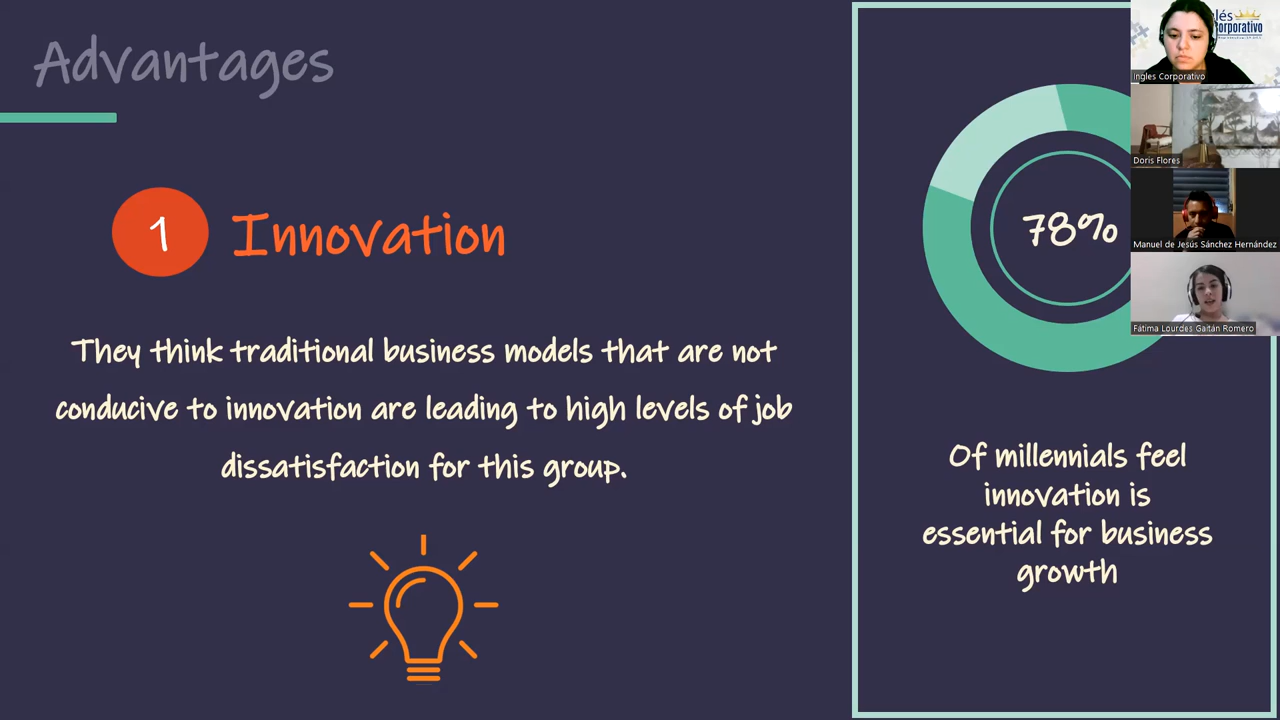 Advantages
1 Innovation
They think traditional business models that are not
conducive to innovation are leading to high levels of job
dissatisfaction for this group.
78%
Of millennials feel
innovation is
essential for business
growth
lés
orporativo
Ingles Corporativo
Doris Flores
Manuel de Jesús Sánchez Hernández
Fátima Lourdes Gaitán Romero